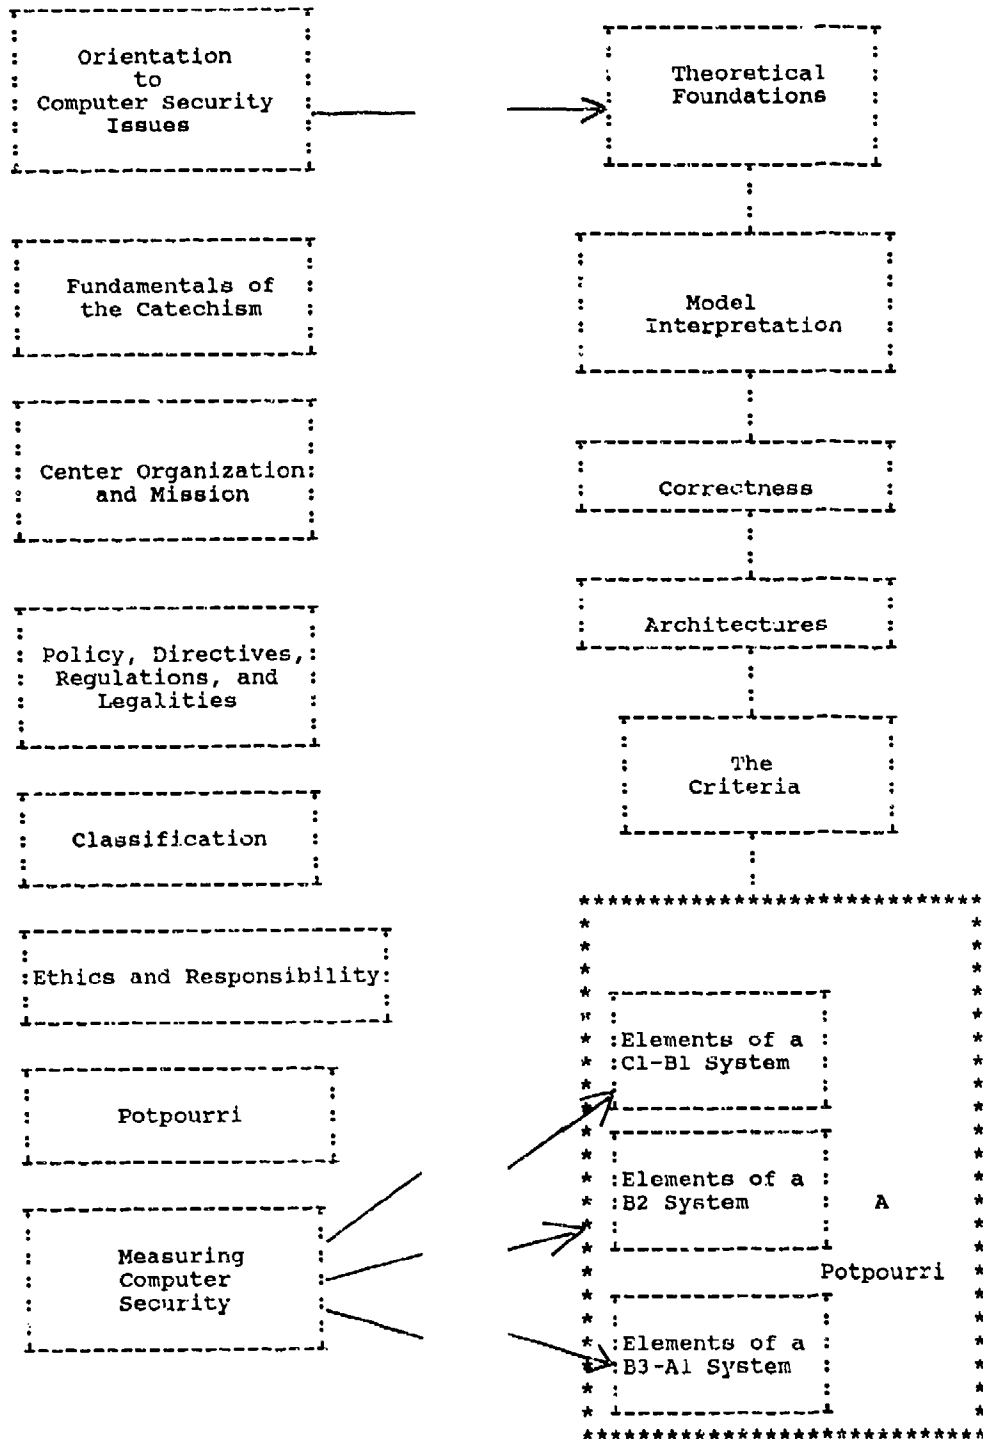 Orientation
to
Computer Security
Issues
Fundamentals of
the Catechism
Center Organization
and Mission
Policy, Directives,
Regulations, and
Legalities
Classification
Ethics and Responsibility
Potpourri
Measuring
Computer
Security
Theoretical
Foundations
Model
Interpretation
Correctness
Architectures
The
Criteria
Elements of a
C1-B1 System
Elements of a
B2 System
A
Potpourri
Elements of a
B3-A1 System